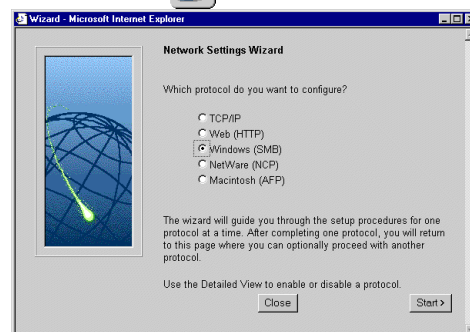 Wizard - Microsoft Internet Explorer
Network Settings Wizard
Which protocol do you want to configure?
TCP/IP
Web (HTTP)
Windows (SMB)
NetWare (NCP)
Macintosh (AFP)
The wizard will guide you through the setup procedures for one
protocol at a time. After completing one protocol, you will return
to this page where you can optionally proceed with another
protocol.
Use the Detailed View to enable or disable a protocol.
Close
Start >